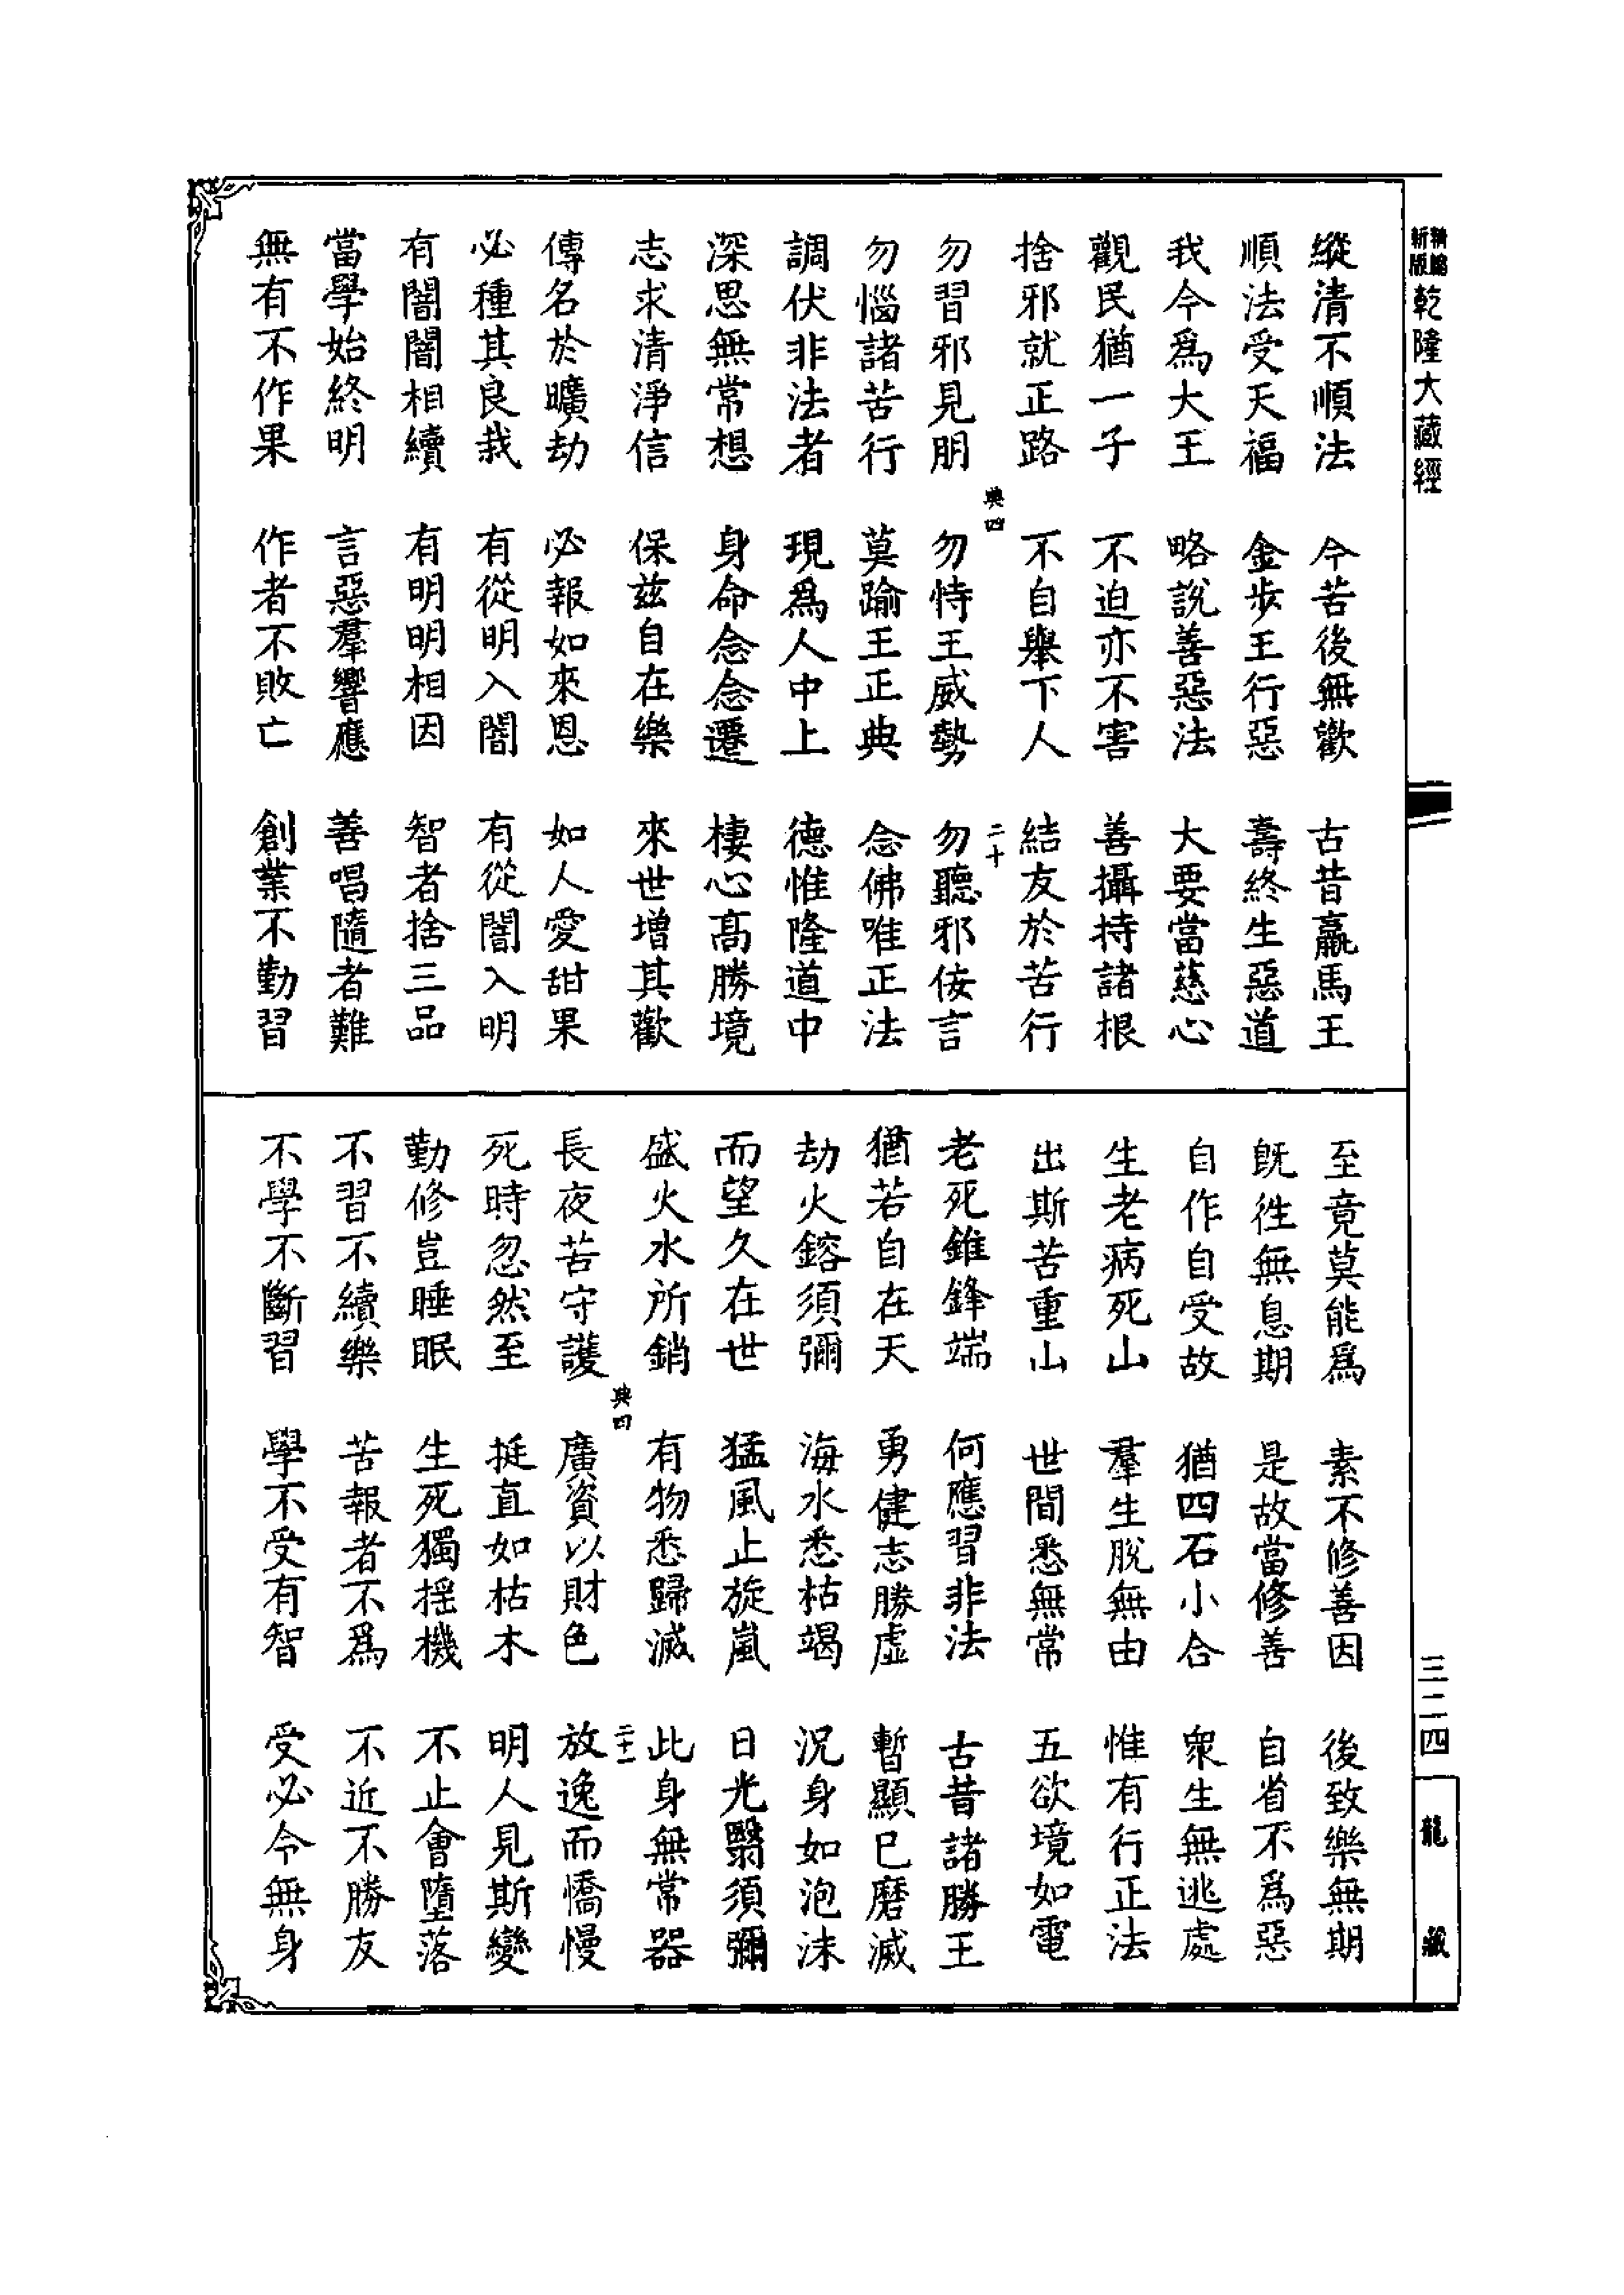 乾隆大藏經
縱清不順法　今苦後無歡　古昔羸馬王
順法受天福　金步王行惡　壽終生惡道
我今為大王　略說善惡法　大要當慈心
觀民猶一子　不迫亦不害　善攝持諸根
捨邪就正路　不自舉下人　結友於苦行
典四　二十
勿習邪見朋　勿恃王威勢　勿聽邪佞言
勿惱諸苦行　莫踰王正典　念佛唯正法
調伏非法者　現爲人中上　德惟隆道中
深思無常想　身命念念遷　棲心高勝境
志求清淨信　保茲自在樂　來世增其歡
傳名於曠劫　必報如來恩　如人愛甜果
必種其良栽　有從明入闇　有從闇入明
有闇闇相續　有明明相因　智者捨三品
當學始終明　言惡羣響應　善唱隨者難
無有不作果　作者不敗亡　創業不勤習
至竟莫能爲　素不修善因　後致樂無期
旣徃無息期　是故當修善　自省不爲惡
自作自受故　猶四石小合　衆生無逃處
生老病死山　羣生脫無由　惟有行正法
出斯苦重山　世間悉無常　五欲境如電
老死錐鋒端　何應習非法　古昔諸勝王
猶若自在天　勇健志勝虛　暫顯已磨滅
劫火鎔須彌　海水悉枯竭　況身如泡沫
而望久在世　猛風止旋嵐　日光翳須彌
盛火水所銷　有物悉歸滅　此身無常器
典四　二十一
長夜苦守護　廣資以財色　放逸而憍慢
死時忽然至　挺直如枯木　明人見斯變
勤修豈睡眠　生死獨揺機　不止會墮落
不習不續樂　苦報者不爲　不近不勝友
不學不斷習　學不受有智　受必令無身
三二四
龍藏